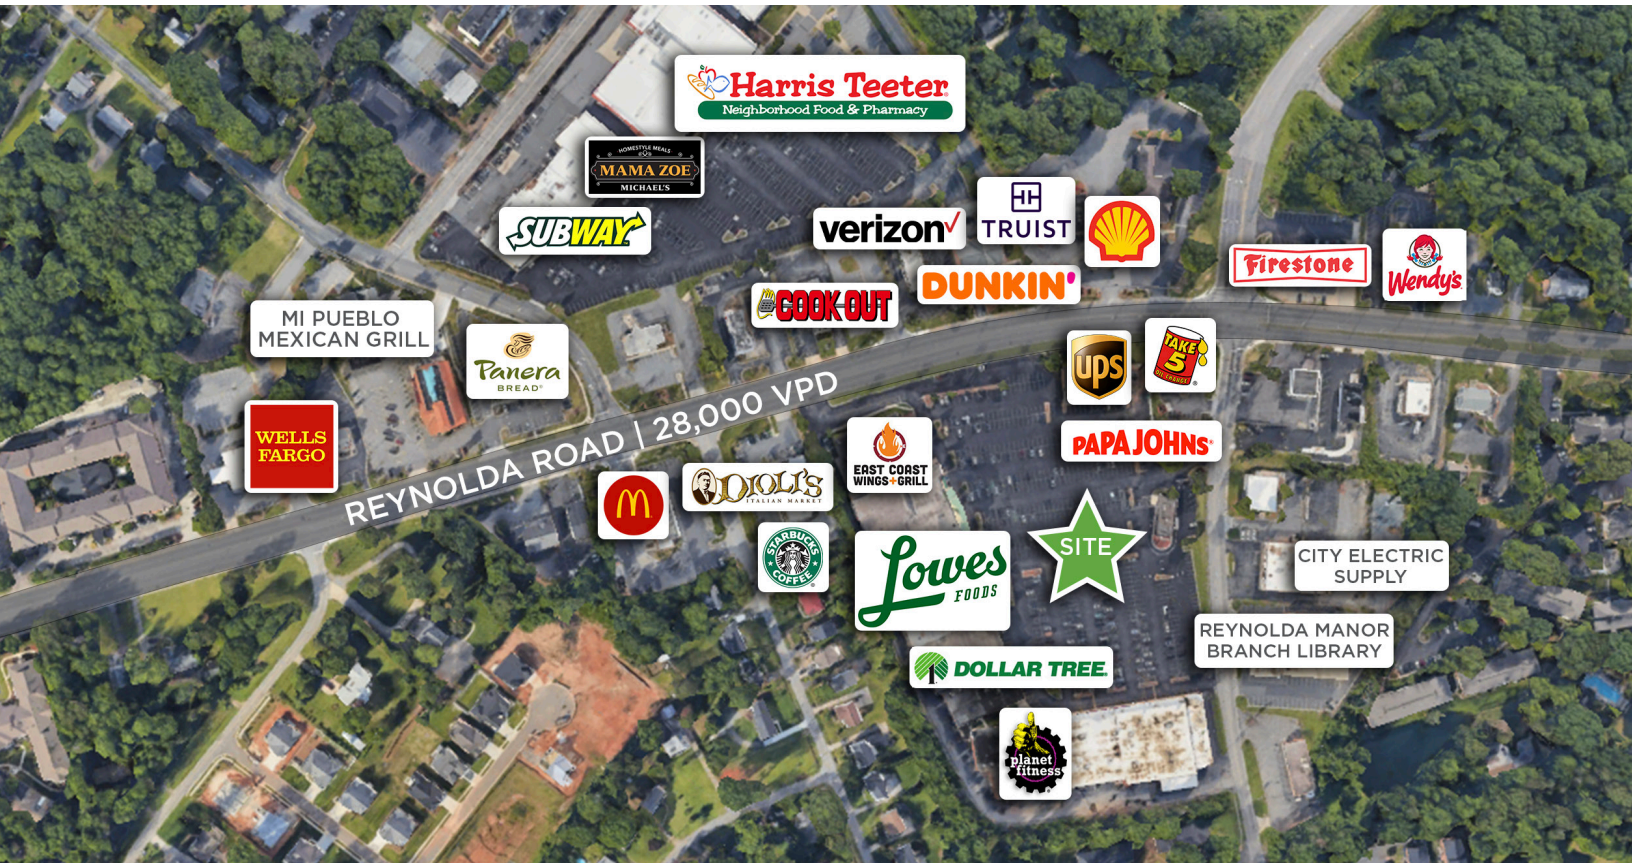 Harris Teeter
Neighborhood Food & Pharmacy
HOMESTYLE MEALS
MAMA ZOE
MICHAEL'S
SUBWAY
verizon
TRUIST
Firestone
Wendy's
DUNKIN'
COOK OUT
MI PUEBLO
MEXICAN GRILL
Panera
BREAD®
ups
TAKE
5
OIL CHANGE
WELLS
FARGO
REYNOLDA ROAD | 28,000 VPD
PAPA JOHNS
EAST COAST
WINGS+GRILL
M
DIOLI'S
ITALIAN MARKET
STARBUCKS
COFFEE
Lowes
FOODS
SITE
CITY ELECTRIC
SUPPLY
REYNOLDA MANOR
BRANCH LIBRARY
DOLLAR TREE
planet
fitness